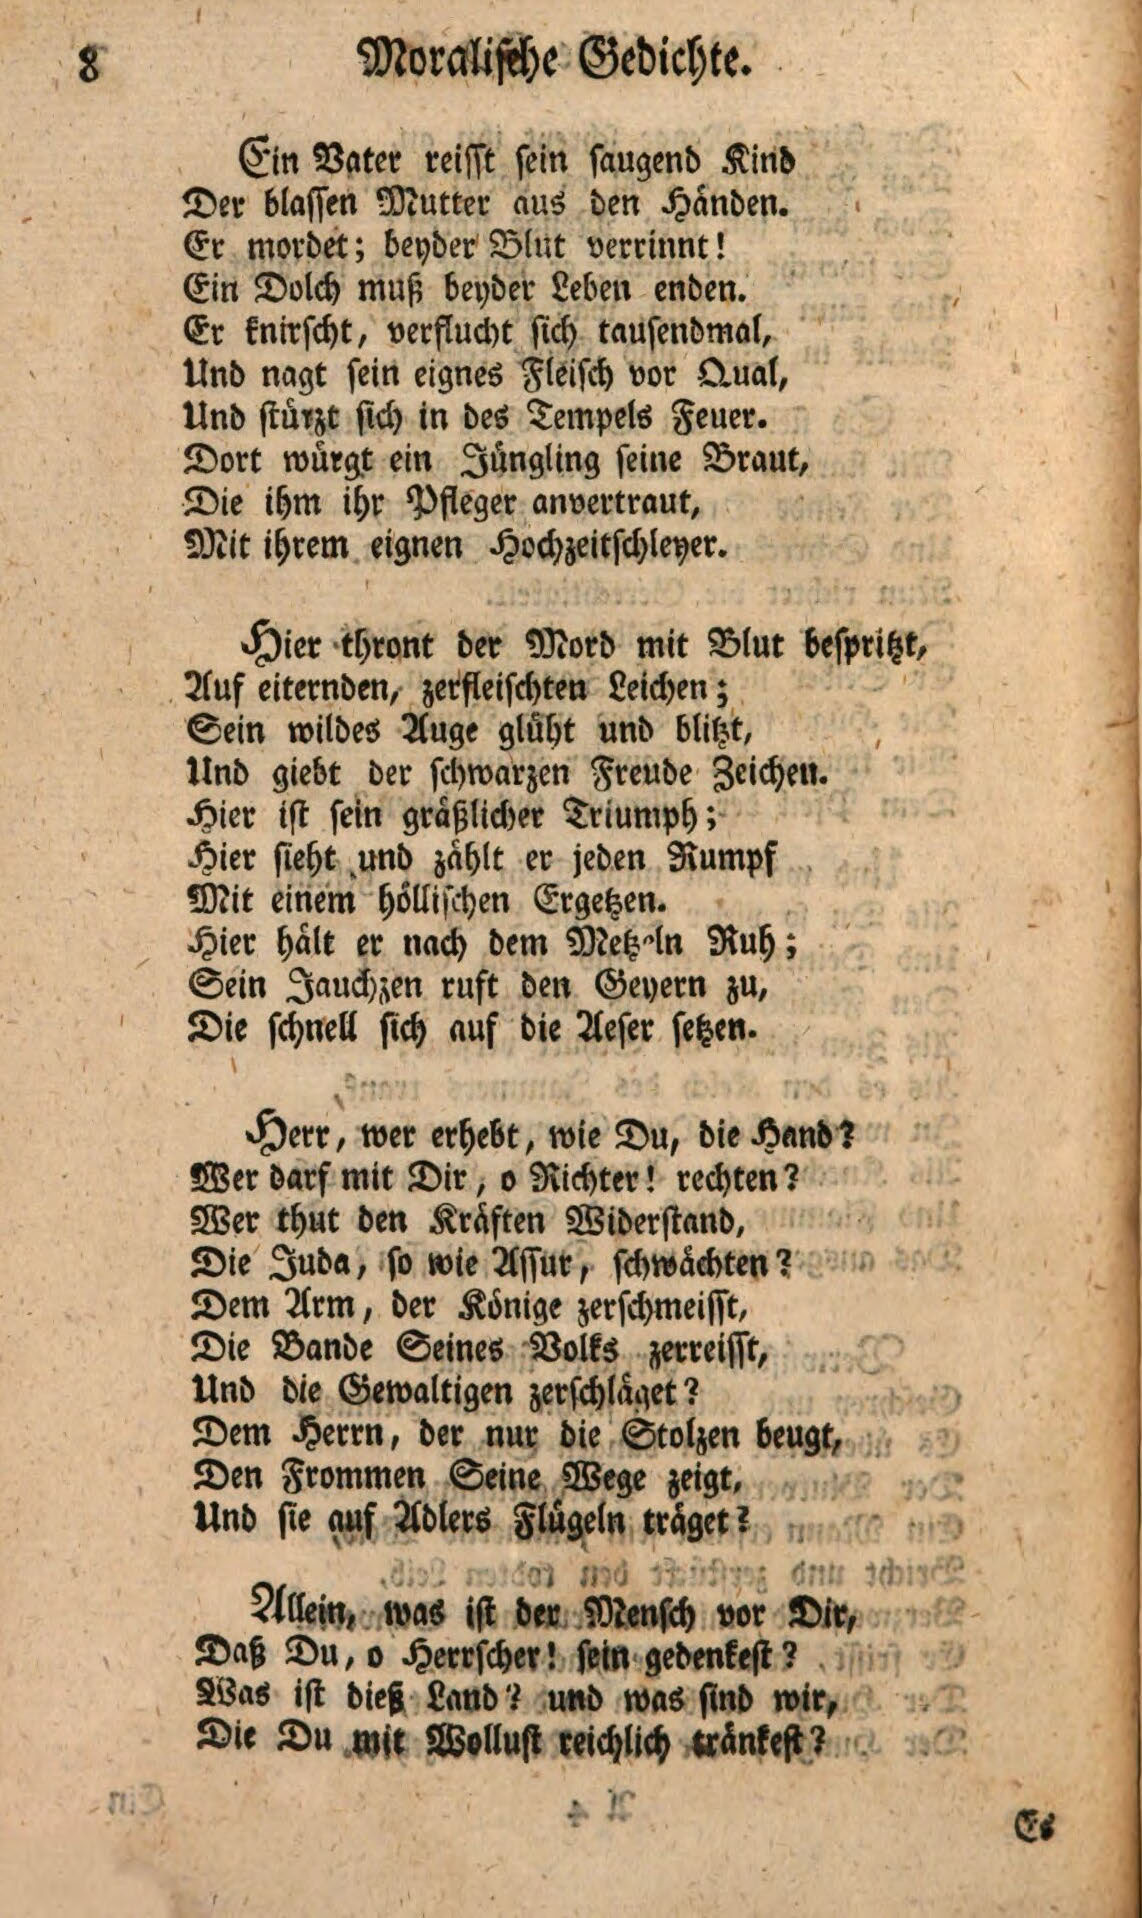 8 Moralische Gedichte.
Ein Vater reisst sein saugend Kind
Der blassen Mutter aus den Händen.
Er mordet; beyder Blut verrinnt!
Ein Dolch muß beyder Leben enden.
Er knirscht, verflucht sich tausendmal,
Und nagt sein eignes Fleisch vor Qual,
Und stürzt sich in des Tempels Feuer.
Dort würgt ein Jüngling seine Braut,
Die ihm ihr Pfleger anvertraut,
Mit ihrem eignen Hochzeitschleyer.
Hier thront der Mord mit Blut bespritzt,
Auf eiternden, zerfleischten Leichen;
Sein wildes Auge glüht und blitzt,
Und giebt der schwarzen Freude Zeichen.
Hier ist sein gräßlicher Triumph;
Hier sieht und zählt er jeden Rumpf
Mit einem höllischen Ergetzen.
Hier hält er nach dem Metzeln Ruh;
Sein Jauchzen ruft den Geyern zu,
Die schnell sich auf die Aeser setzen.
Herr, wer erhebt, wie Du, die Hand?
Wer darf mit Dir, o Richter! rechten?
Wer thut den Kräften Widerstand,
Die Juda, so wie Assur, schwächten?
Dem Arm, der Könige zerschmeisst,
Die Bande Seines Volks zerreisst,
Und die Gewaltigen zerschläget?
Dem Herrn, der nur die Stolzen beugt,
Den Frommen Seine Wege zeigt,
Und sie auf Adlers Flügeln träget?
Allein, was ist der Mensch vor Dir,
Daß Du, o Herrscher! sein gedenkest?
Was ist dieß Land? und was sind wir,
Die Du mit Wollust reichlich tränkest?
Es